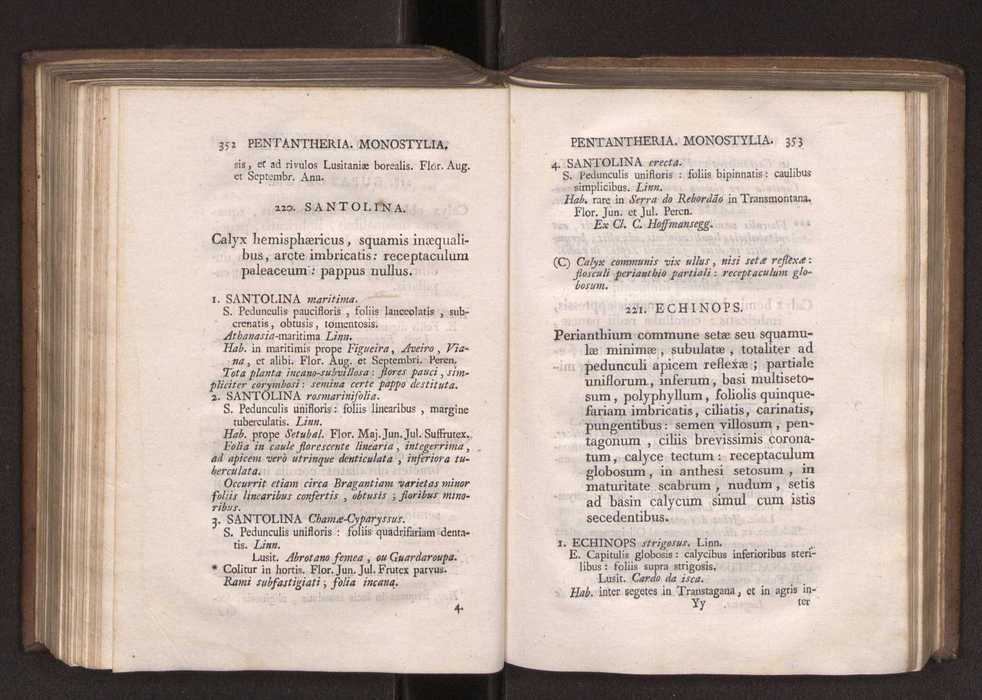 352 PENTANTHERIA. MONOSTYLIA.
sis, et ad rivulos Lusitaniæ borealis. Flor. Aug.
et Septembr. Ann.
220. SANTOLINA.
Calyx hemisphæricus, squamis inæquali-
bus, arcte imbricatis: receptaculum
paleaceum: pappus nullus.
1. SANTOLINA maritima.
S. Pedunculis paucifloris, foliis lanceolatis, sub-
crenatis, obtusis, tomentosis.
Athanasia-maritima Linn.
Hab. in maritimis prope Figueira, Aveiro, Via-
na, et alibi. Flor. Aug. et Septembri. Peren.
Tota planta incano-subvillosa: flores pauci, sim-
pliciter corymbosi: semina certe pappo destituta.
2. SANTOLINA rosmarinifolia.
S. Pedunculis unifloris: foliis linearibus, margine
tuberculatis. Linn.
Hab. prope Setubal. Flor. Maj. Jun. Jul. Suffrutex.
Folia in caule florescente linearia, integerrima,
ad apicem verò utrinque denticulata, inferiora tu-
berculata.
Occurrit etiam circa Bragantiam varietas minor
foliis linearibus confertis, obtusis; floribus mino-
ribus.
3. SANTOLINA Chamæ-Cyparyssus.
S. Pedunculis unifloris: foliis quadrifariam denta-
tis. Linn.
Lusit. Abrotano femea, ou Guardaroupa.
* Colitur in hortis. Flor. Jun. Jul. Frutex parvus.
Rami subfastigiati; folia incana.
4.
PENTANTHERIA. MONOSTYLIA. 353
4. SANTOLINA erecta.
S. Pedunculis unifloris: foliis bipinnatis: caulibus
simplicibus. Linn.
Hab. rare in Serra do Rebordão in Transmontana.
Flor. Jun. et Jul. Peren.
Ex Cl. C. Hoffmansegg.
(C) Calyx communis vix ullus, nisi setæ reflexæ:
flosculi perianthio partiali: receptaculum glo-
bosum.
221. ECHINOPS.
Perianthium commune setæ seu squamu-
læ minimæ, subulatæ, totaliter ad
pedunculi apicem reflexæ; partiale
uniflorum, inferum, basi multiseto-
sum, polyphyllum, foliolis quinque-
fariam imbricatis, ciliatis, carinatis,
pungentibus: semen villosum, pen-
tagonum, ciliis brevissimis corona-
tum, calyce tectum: receptaculum
globosum, in anthesi setosum, in
maturitate scabrum, nudum, setis
ad basin calycum simul cum istis
secedentibus.
1. ECHINOPS strigosus. Linn.
E. Capitulis globosis: calycibus inferioribus steri-
libus: foliis supra strigosis.
Lusit. Cardo da isca.
Hab. inter segetes in Transtagana, et in agris in-
Yy ter